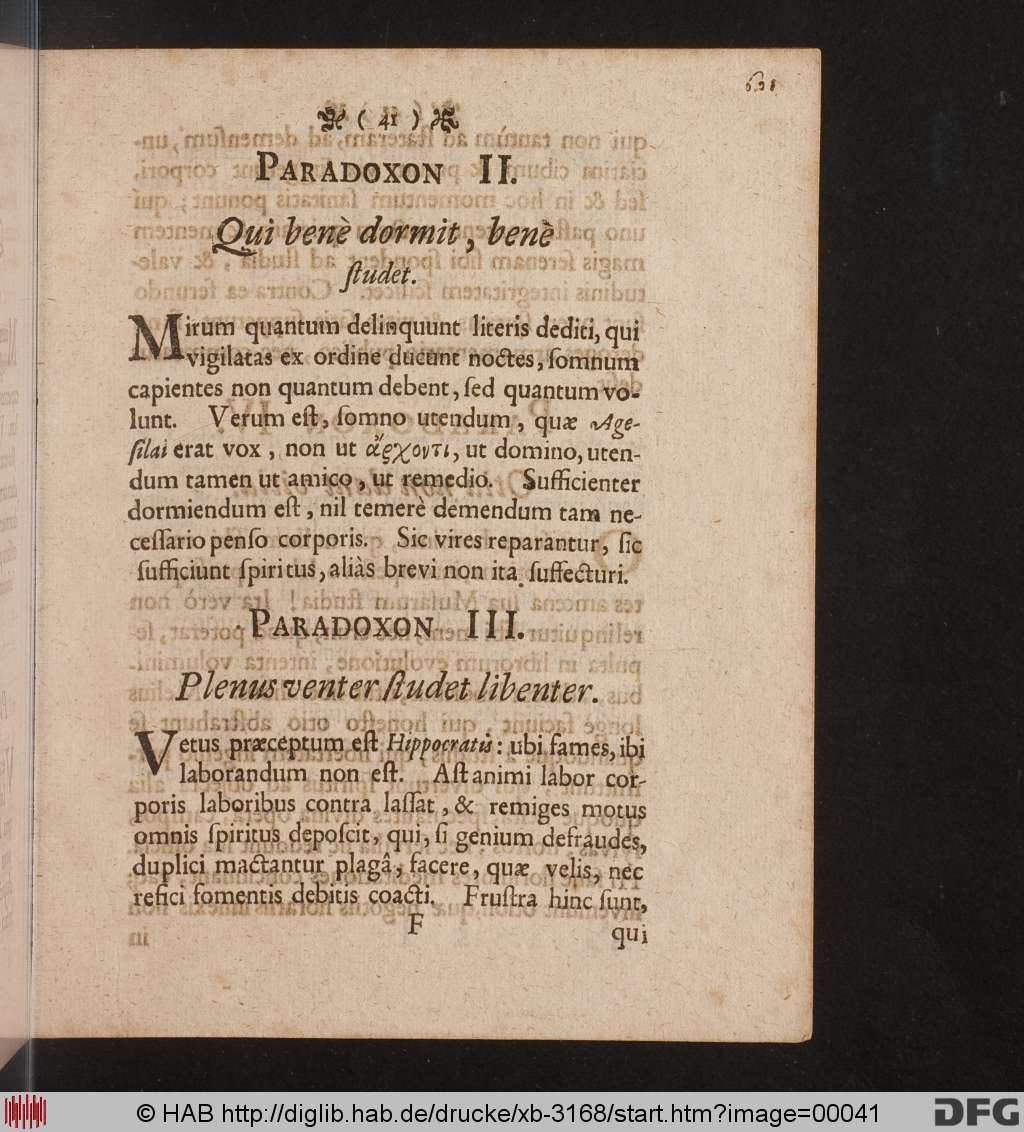 ( 41 )
PARADOXON II.
Qui benè dormit, benè
ſtudet.
Mirum quantum delinquunt literis dediti, qui
vigilatas ex ordine ducunt noctes, ſomnum
capientes non quantum debent, ſed quantum vo-
lunt. Verum eſt, ſomno utendum, quæ Age-
ſilai erat vox, non ut ἄρχοντι, ut domino, uten-
dum tamen ut amico, ut remedio. Sufficienter
dormiendum eſt, nil temerè demendum tam ne-
ceſſario penſo corporis. Sic vires reparantur, ſic
ſufficiunt ſpiritus, aliàs brevi non ita ſuffecturi.
PARADOXON III.
Plenus venter ſtudet libenter.
Vetus præceptum eſt Hippocratis: ubi fames, ibi
laborandum non eſt. Aſt animi labor cor-
poris laboribus contra laſſat, & remiges motus
omnis ſpiritus depoſcit, qui, ſi genium defraudes,
duplici mactantur plagâ, facere, quæ velis, nec
refici fomentis debitis coacti. Fruſtra hinc ſunt,
F
qui
© HAB http://diglib.hab.de/drucke/xb-3168/start.htm?image=00041
DFG